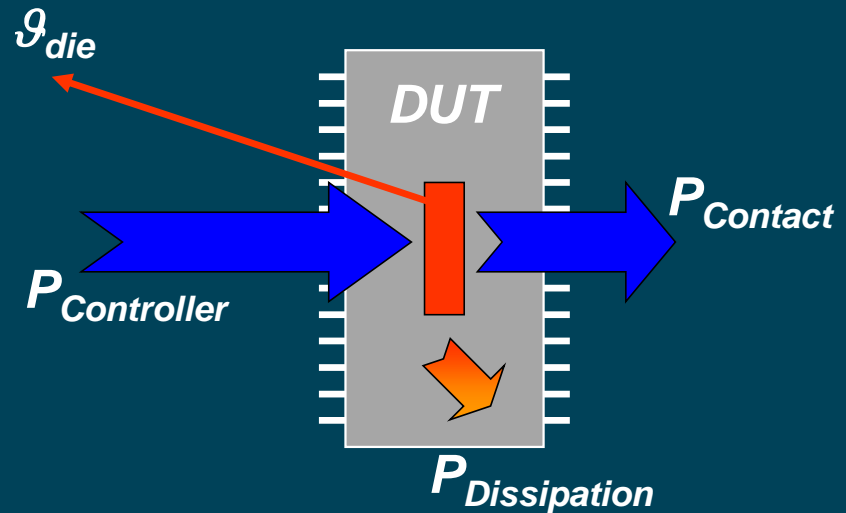 ϑdie
DUT
PContact
PController
PDissipation